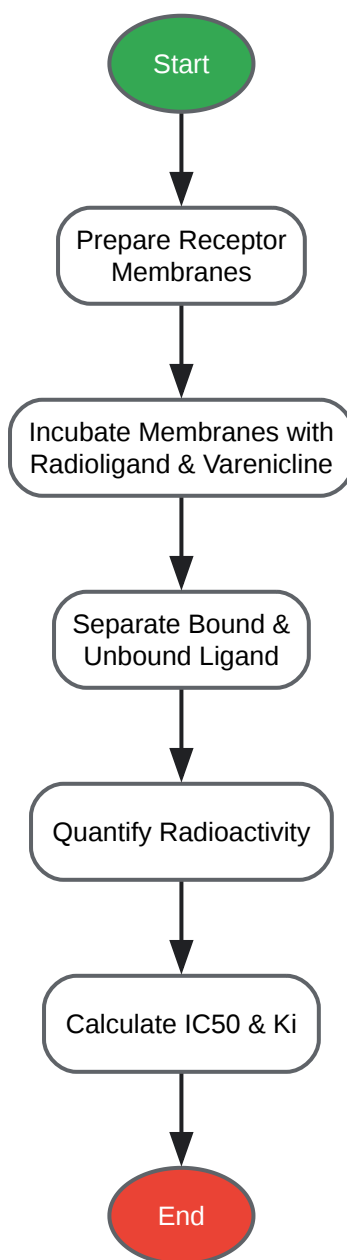 Start
Prepare Receptor
Membranes
Incubate Membranes with
Radioligand & Varenicline
Separate Bound &
Unbound Ligand
Quantify Radioactivity
Calculate IC50 & Ki
End